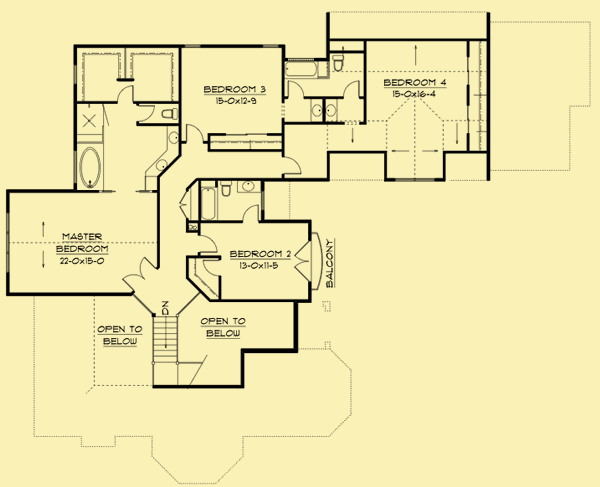 BEDROOM 3
15-0x12-9
BEDROOM 4
15-0x16-4
MASTER
BEDROOM
22-0x15-0
BEDROOM 2
13-0x11-5
BALCONY
DN
OPEN TO
BELOW
OPEN TO
BELOW